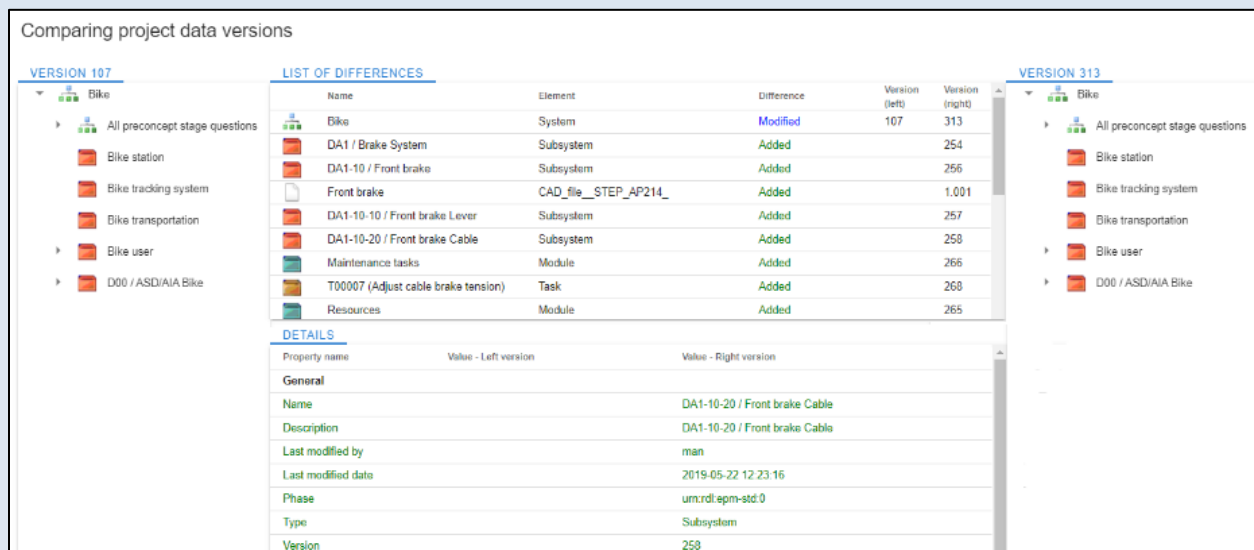 Comparing project data versions
VERSION 107
Bike
All preconcept stage questions
Bike station
Bike tracking system
Bike transportation
Bike user
D00 / ASD/AIA Bike
LIST OF DIFFERENCES
Name Element Difference Version (left) Version (right)
Bike System Modified 107 313
DA1 / Brake System Subsystem Added 254
DA1-10 / Front brake Subsystem Added 256
Front brake CAD_file__STEP_AP214_ Added 1.001
DA1-10-10 / Front brake Lever Subsystem Added 257
DA1-10-20 / Front brake Cable Subsystem Added 258
Maintenance tasks Module Added 266
T00007 (Adjust cable brake tension) Task Added 268
Resources Module Added 265
DETAILS
Property name Value - Left version Value - Right version
General
Name DA1-10-20 / Front brake Cable
Description DA1-10-20 / Front brake Cable
Last modified by man
Last modified date 2019-05-22 12:23:16
Phase urn:rdl:epm-std:0
Type Subsystem
Version 258
VERSION 313
Bike
All preconcept stage questions
Bike station
Bike tracking system
Bike transportation
Bike user
D00 / ASD/AIA Bike